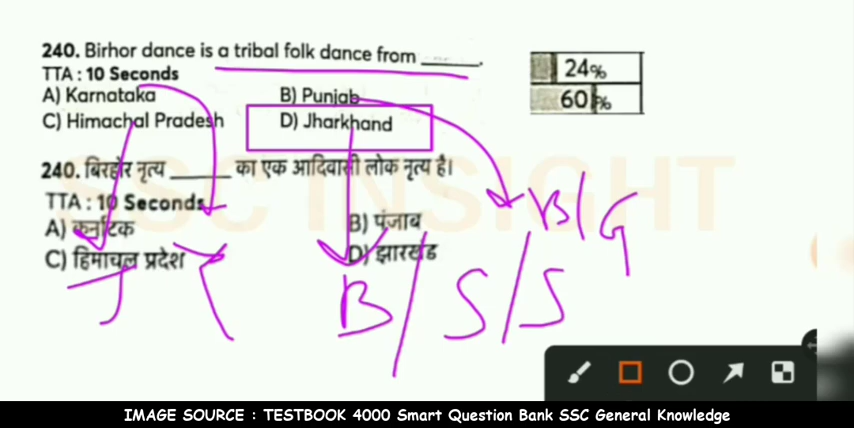 240. Birhor dance is a tribal folk dance from ____.
TTA : 10 Seconds
A) Karnataka B) Punjab
C) Himachal Pradesh D) Jharkhand
24%
60%
240. बिरहोर नृत्य ____ का एक आदिवासी लोक नृत्य है।
TTA : 10 Seconds
A) कर्नाटक B) पंजाब
C) हिमाचल प्रदेश D) झारखंड
SSC INSIGHT
B/G
B/S/S
IMAGE SOURCE : TESTBOOK 4000 Smart Question Bank SSC General Knowledge